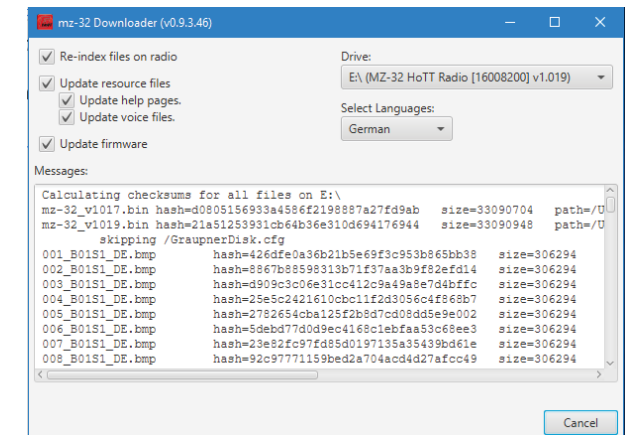 mz-32 Downloader (v0.9.3.46)
Re-index files on radio
Drive:
Update resource files
E:\ (MZ-32 HoTT Radio [16008200] v1.019)
Update help pages.
Select Languages:
Update voice files.
German
Update firmware
Messages:
Calculating checksums for all files on E:\
mz-32_v1017.bin hash=d0805156933a4586f2198887a27fd9ab size=33090704 path=/U
mz-32_v1019.bin hash=21a51253931cb64b36e310d694176944 size=33090948 path=/U
skipping /GraupnerDisk.cfg
001_B01S1_DE.bmp hash=426dfe0a36b21b5e69f3c953b865bb38 size=306294
002_B01S1_DE.bmp hash=8867b88598313b71f37aa3b9f82efd14 size=306294
003_B01S1_DE.bmp hash=d909c3c06e31cc412c9a49a8e7d4bffc size=306294
004_B01S1_DE.bmp hash=25e5c2421610cbc11f2d3056c4f868b7 size=306294
005_B01S1_DE.bmp hash=2782654cba125f2b8d7cd08dd5e9e002 size=306294
006_B01S1_DE.bmp hash=5debd77d0d9ec4168c1ebfaa53c68ee3 size=306294
007_B01S1_DE.bmp hash=23e82fc97fd85d0197135a35439bd61e size=306294
008_B01S1_DE.bmp hash=92c97771159bed2a704acd4d27afcc49 size=306294
Cancel